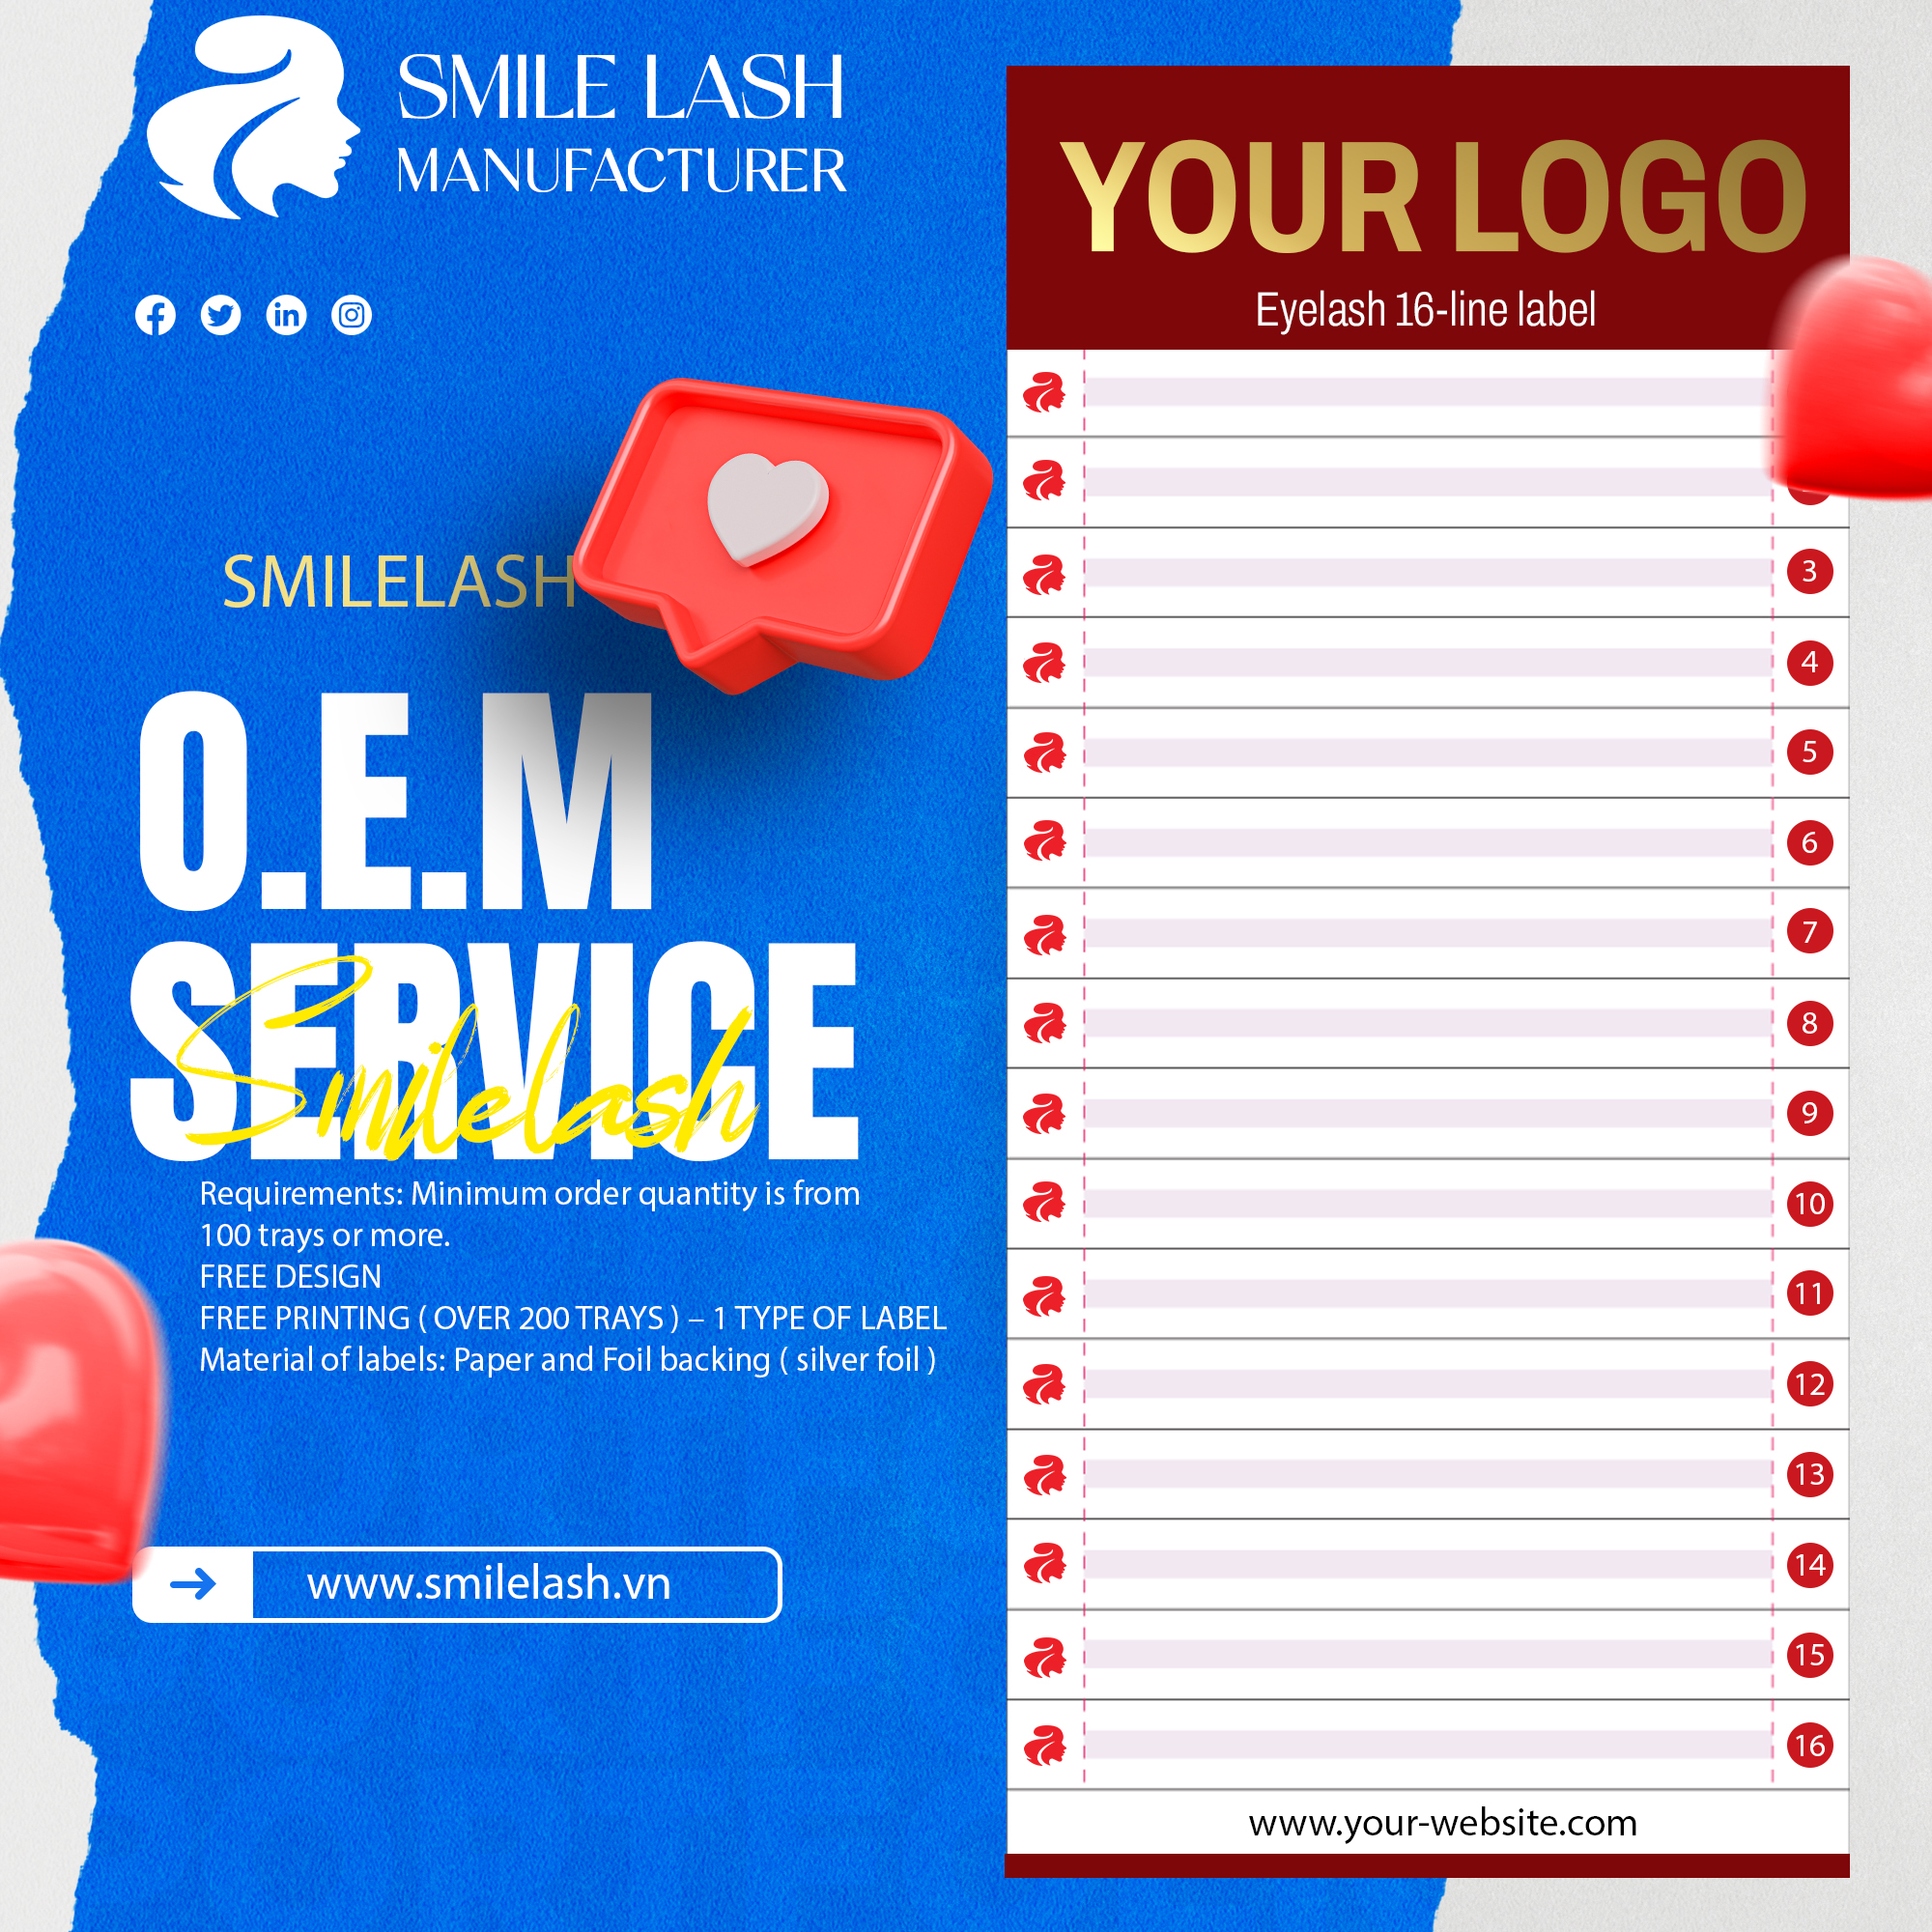 SMILE LASH
MANUFACTURER
SMILELASH
O.E.M
SERVICE
Smilelash
Requirements: Minimum order quantity is from
100 trays or more.
FREE DESIGN
FREE PRINTING ( OVER 200 TRAYS ) – 1 TYPE OF LABEL
Material of labels: Paper and Foil backing ( silver foil )
www.smilelash.vn
YOUR LOGO
Eyelash 16-line label
3
4
5
6
7
8
9
10
11
12
13
14
15
16
www.your-website.com